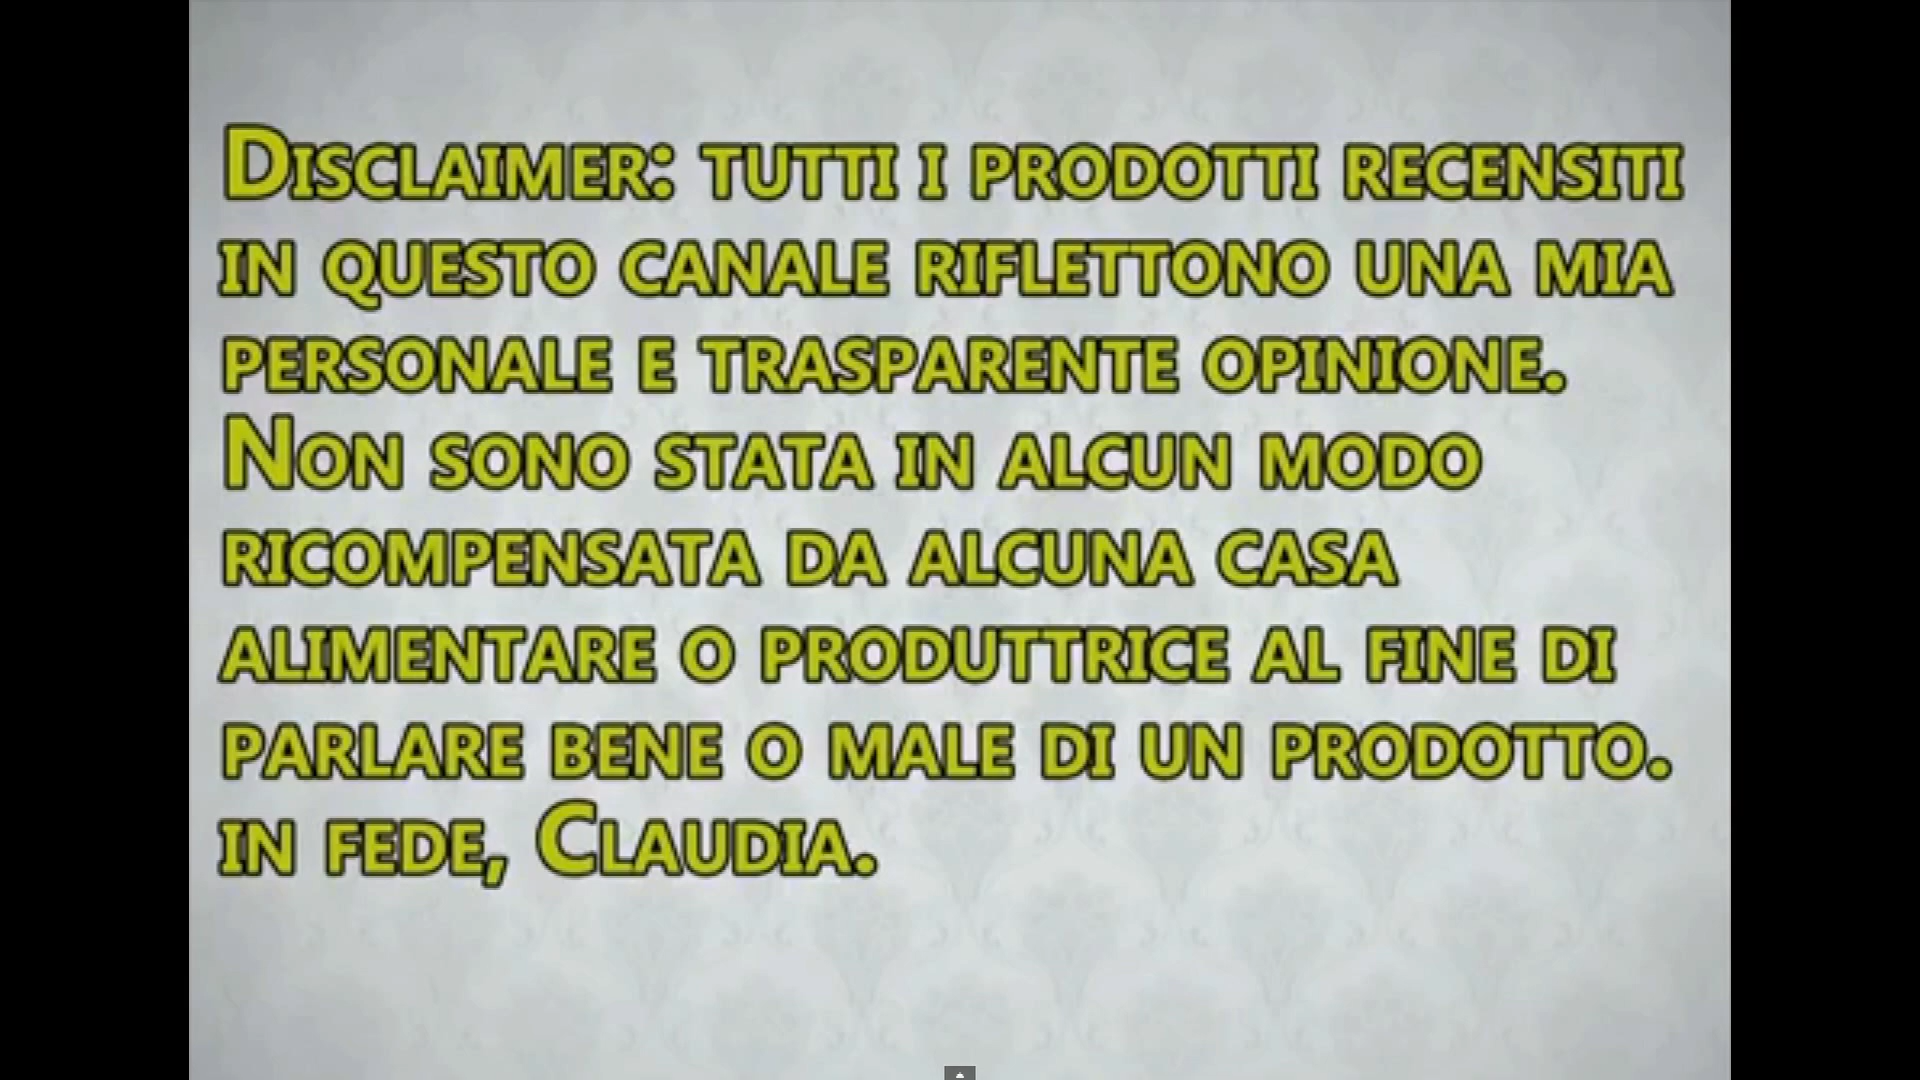 Disclaimer: tutti i prodotti recensiti
in questo canale riflettono una mia
personale e trasparente opinione.
Non sono stata in alcun modo
ricompensata da alcuna casa
alimentare o produttrice al fine di
parlare bene o male di un prodotto.
in fede, Claudia.